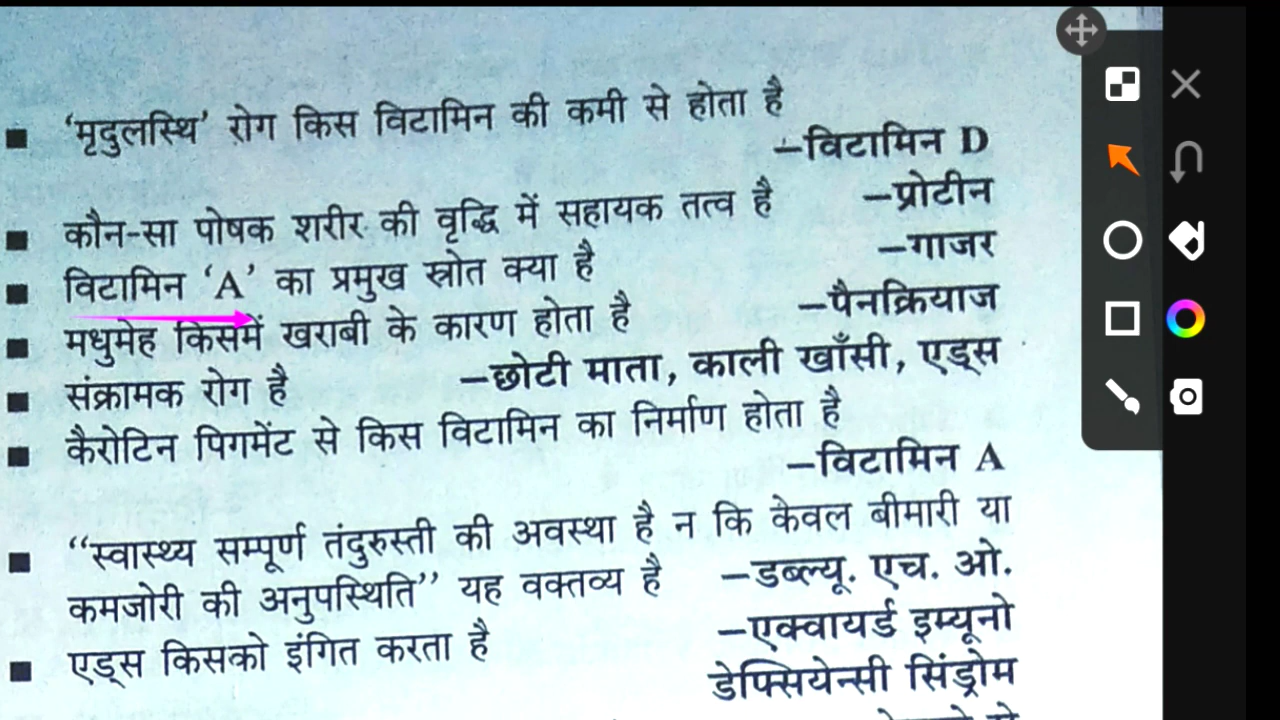 ■ ‘मृदुलस्थि’ रोग किस विटामिन की कमी से होता है
–विटामिन D
■ कौन-सा पोषक शरीर की वृद्धि में सहायक तत्व है –प्रोटीन
■ विटामिन ‘A’ का प्रमुख स्रोत क्या है –गाजर
■ मधुमेह किसमें खराबी के कारण होता है –पैनक्रियाज
■ संक्रामक रोग है –छोटी माता, काली खाँसी, एड्स
■ कैरोटिन पिगमेंट से किस विटामिन का निर्माण होता है
–विटामिन A
■ “स्वास्थ्य सम्पूर्ण तंदुरुस्ती की अवस्था है न कि केवल बीमारी या
कमजोरी की अनुपस्थिति” यह वक्तव्य है –डब्ल्यू. एच. ओ.
■ एड्स किसको इंगित करता है –एक्वायर्ड इम्यूनो
डेफ्सियेन्सी सिंड्रोम